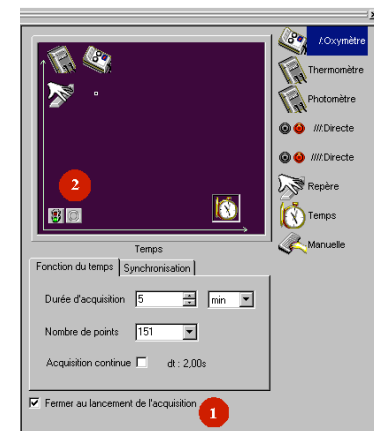 I:Oxymètre
Thermomètre
Photomètre
///:Directe
////:Directe
Repère
Temps
Manuelle
2
Temps
Fonction du temps
Synchronisation
Durée d'acquisition 5 min
Nombre de points 151
Acquisition continue dt : 2,00s
Fermer au lancement de l'acquisition
1